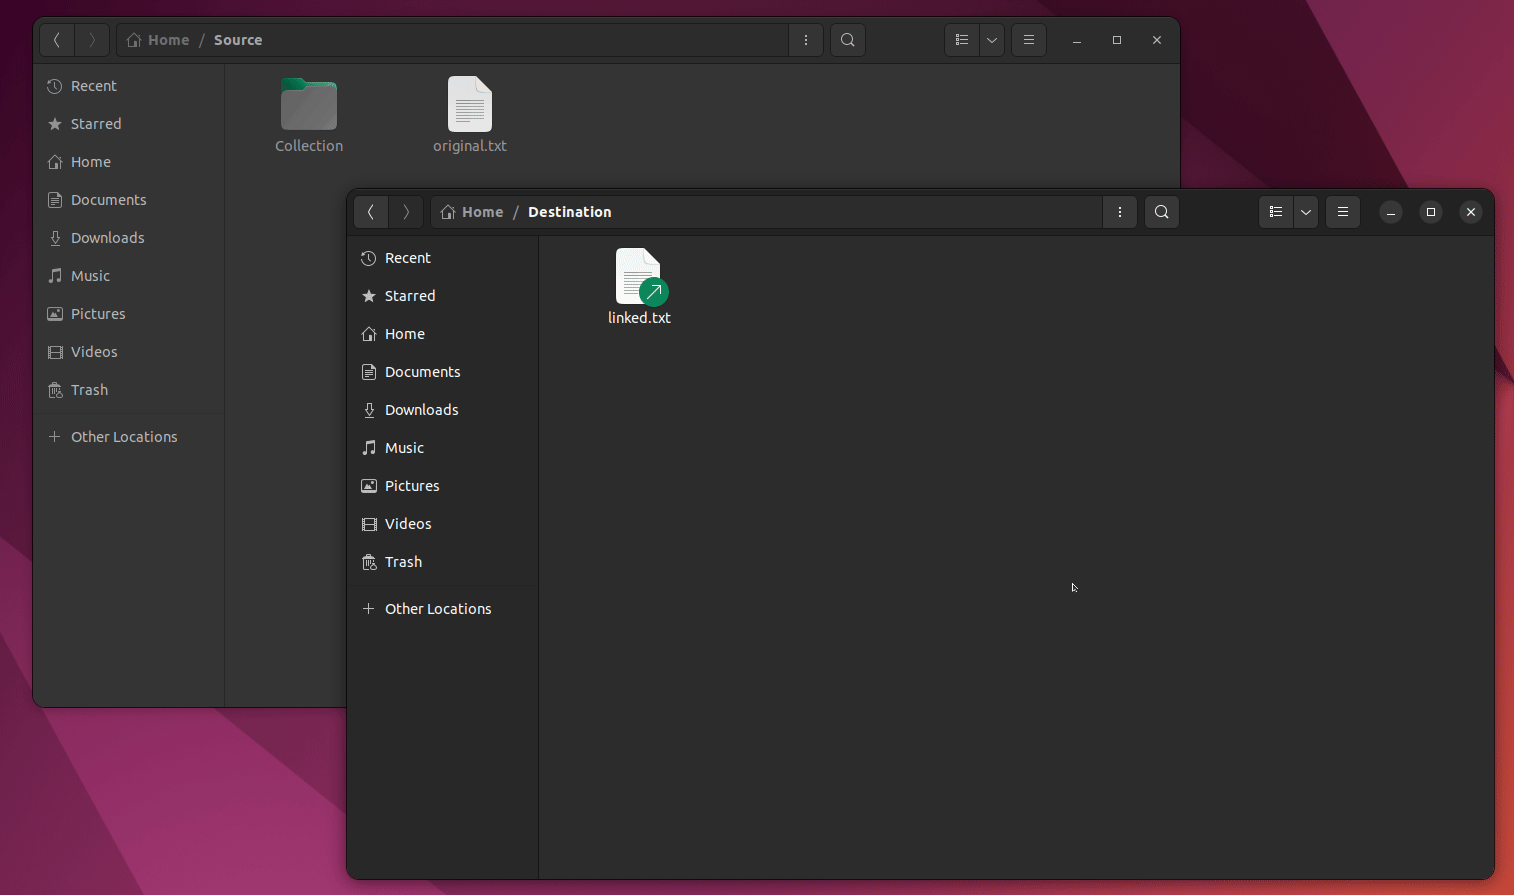 Home / Source
Recent
Starred
Home
Documents
Downloads
Music
Pictures
Videos
Trash
Other Locations
Collection
original.txt
Home / Destination
Recent
Starred
Home
Documents
Downloads
Music
Pictures
Videos
Trash
Other Locations
linked.txt